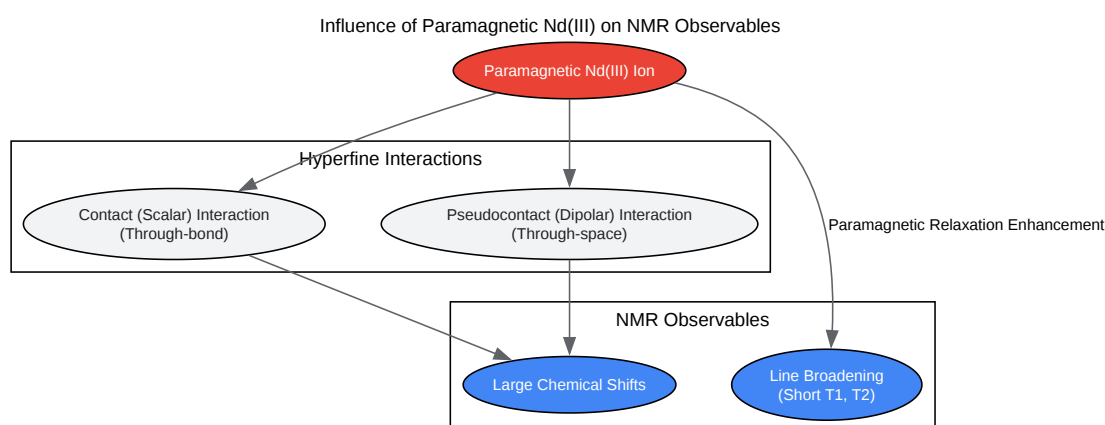 Influence of Paramagnetic Nd(III) on NMR Observables
Paramagnetic Nd(III) Ion
Hyperfine Interactions
Contact (Scalar) Interaction
(Through-bond)
Pseudocontact (Dipolar) Interaction
(Through-space)
Paramagnetic Relaxation Enhancement
NMR Observables
Large Chemical Shifts
Line Broadening
(Short T1, T2)